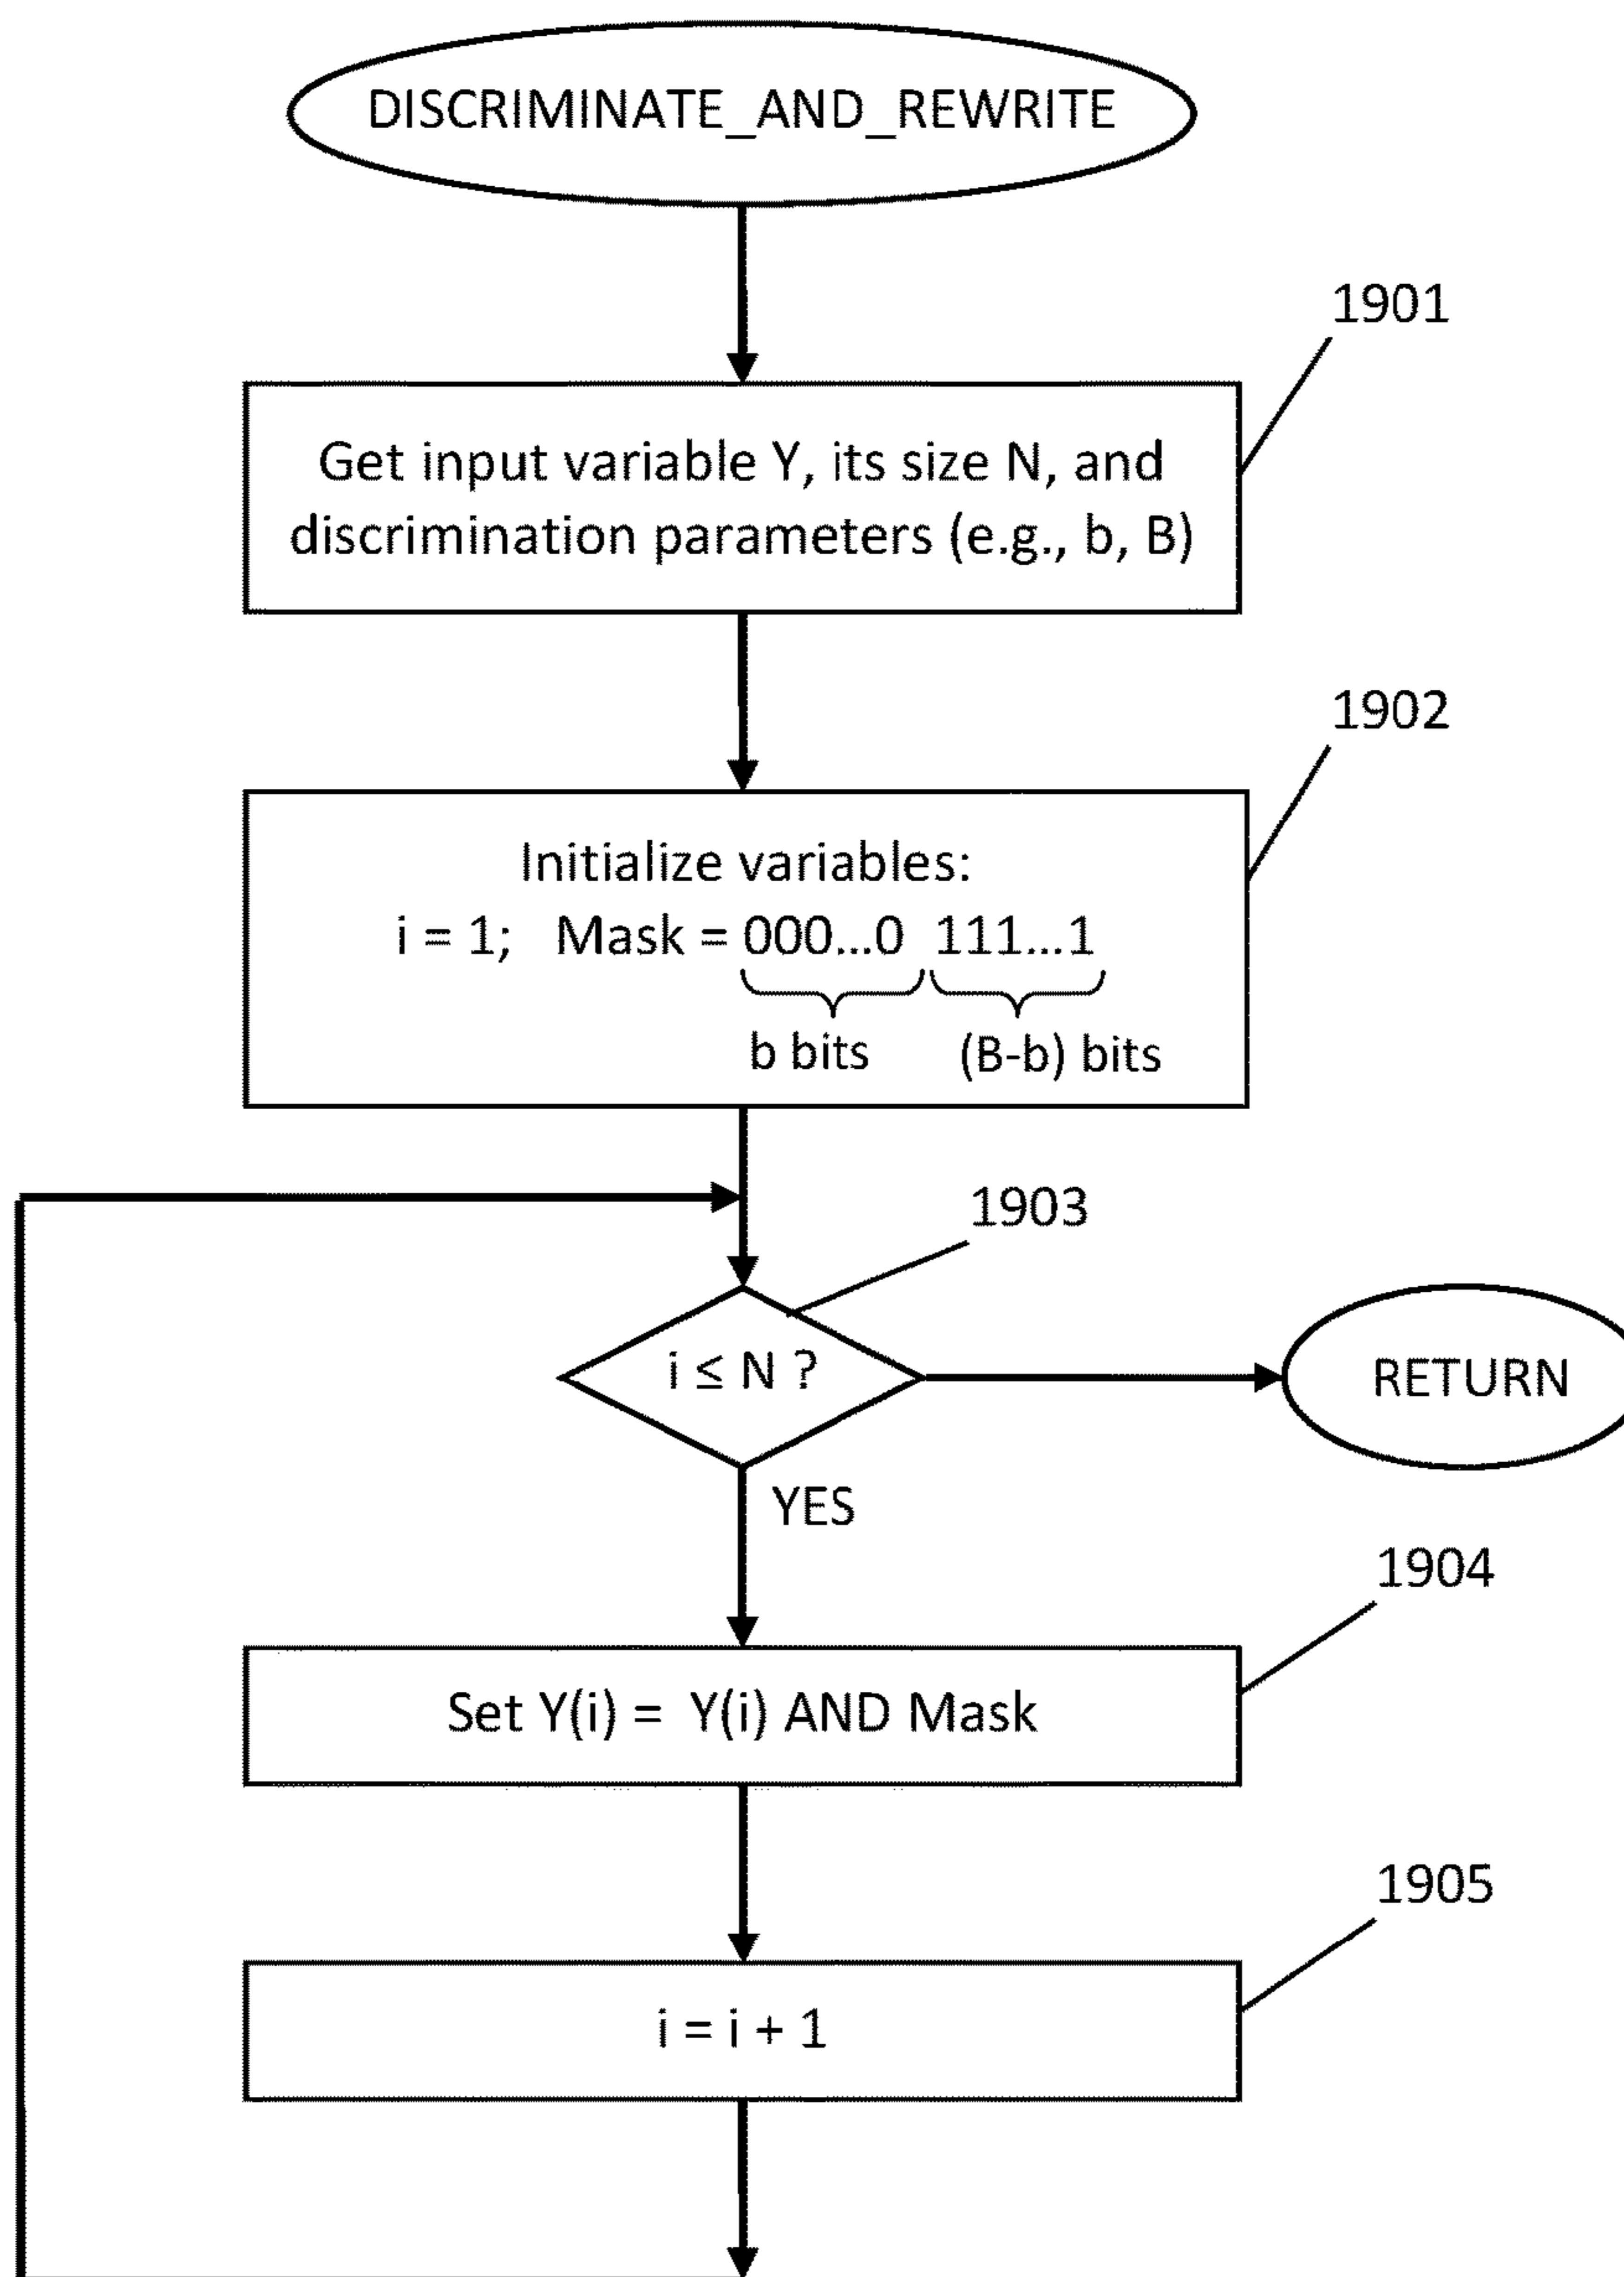 DISCRIMINATE_AND_REWRITE
1901
Get input variable Y, its size N, and
discrimination parameters (e.g., b, B)
1902
Initialize variables:
i = 1; Mask = 000...0 111...1
b bits (B-b) bits
1903
i ≤ N ?
RETURN
YES
1904
Set Y(i) = Y(i) AND Mask
1905
i = i + 1